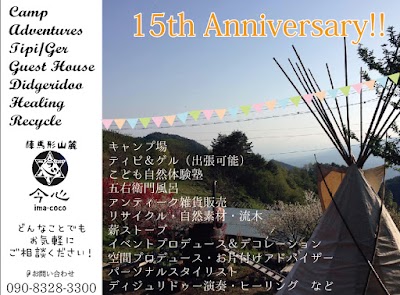 Camp
Adventures
Tipi/Ger
Guest House
Didgeridoo
Healing
Recycle
陣馬形山麓
今心
ima-coco
どんなことでも
お気軽に
ご相談ください!
お問い合わせ
090-8328-3300
15th Anniversary!!
キャンプ場
ティピ&ゲル(出張可能)
こども自然体験塾
五右衛門風呂
アンティーク雑貨販売
リサイクル・自然素材・流木
薪ストーブ
イベントプロデュース&デコレーション
空間プロデュース・お片付けアドバイザー
パーソナルスタイリスト
ディジュリドゥー演奏・ヒーリング など